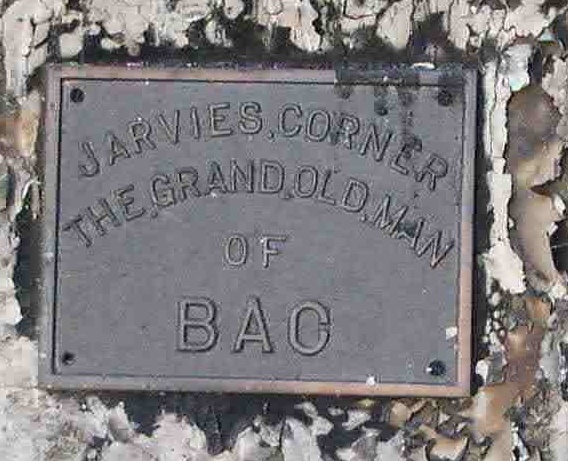 JARVIES.CORNER
THE.GRAND.OLD.MAN
OF
BAC